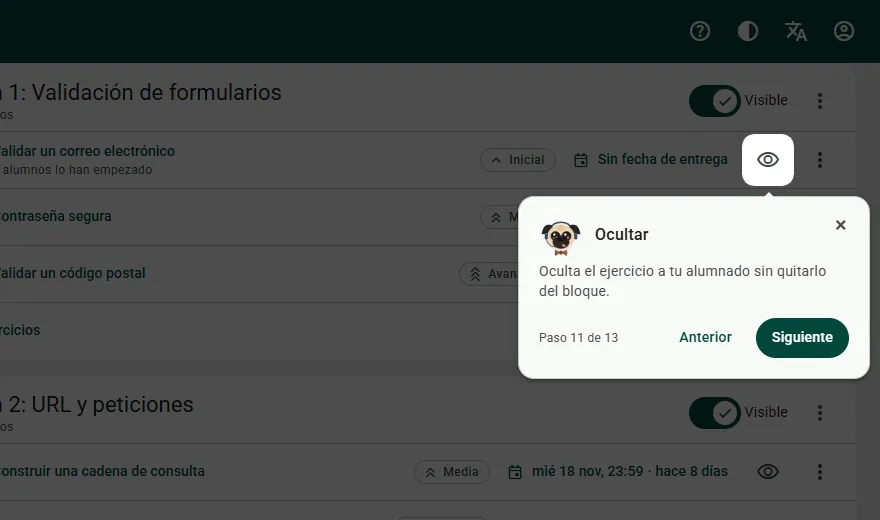 1: Validación de formularios
Visible
os
alidar un correo electrónico
Inicial
Sin fecha de entrega
alumnos lo han empezado
ontraseña segura
M
alidar un código postal
Avan
rcicios
Ocultar
Oculta el ejercicio a tu alumnado sin quitarlo
del bloque.
Paso 11 de 13
Anterior
Siguiente
2: URL y peticiones
Visible
os
onstruir una cadena de consulta
Media
mié 18 nov, 23:59 · hace 8 días